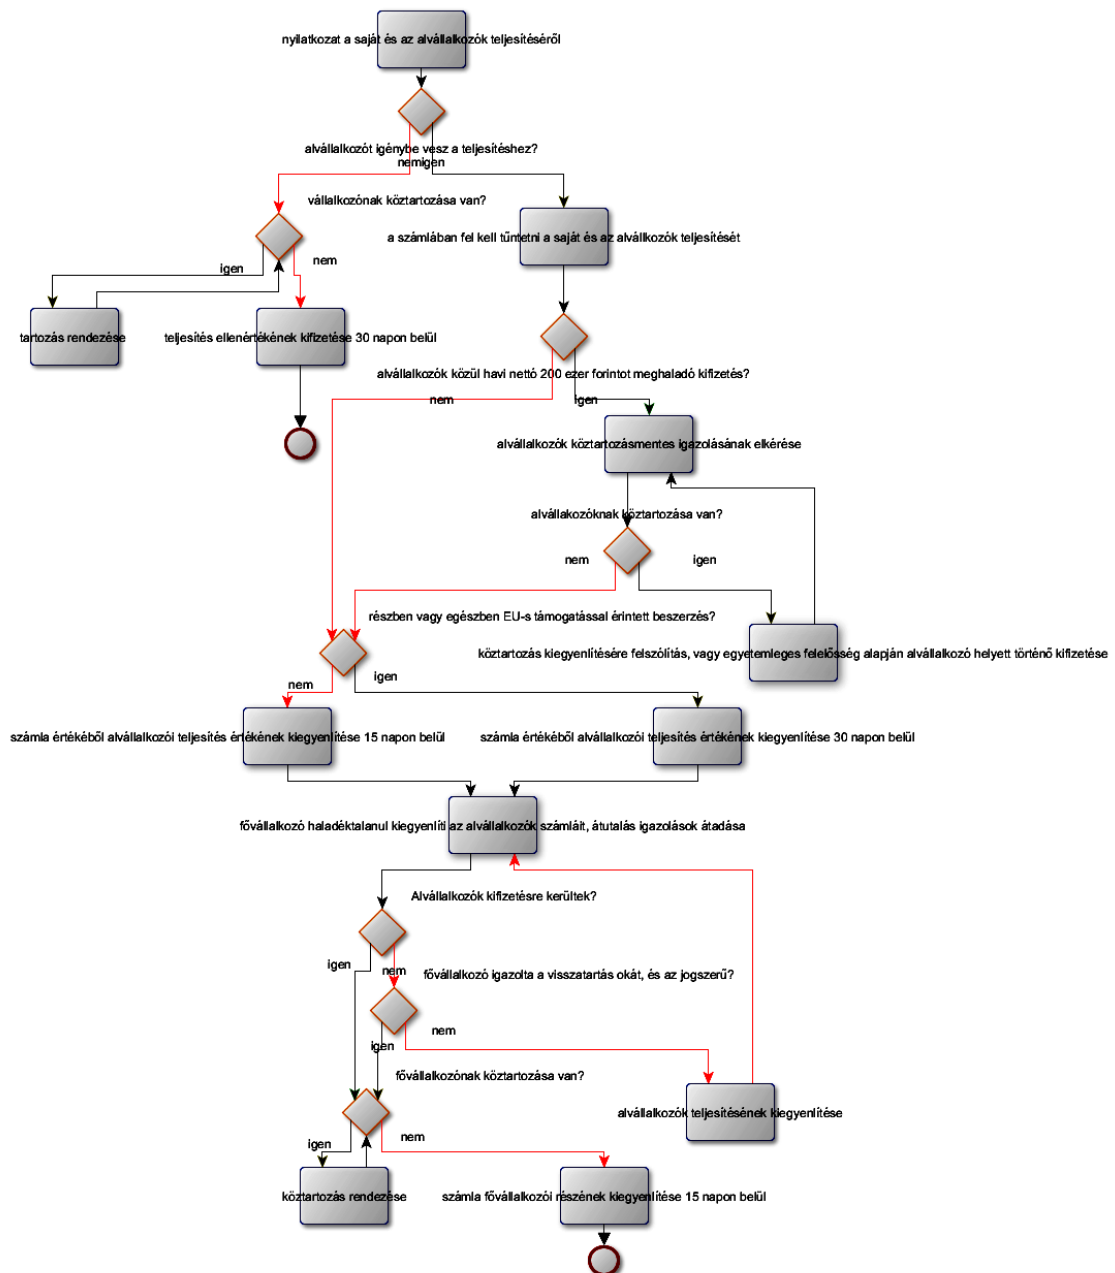 nyilatkozat a saját és az alvállalkozók teljesítéséről
alvállalkozót igénybe vesz a teljesítéshez?
nem
igen
vállalkozónak köztartozása van?
a számlában fel kell tűntetni a saját és az alvállkozók teljesítését
igen
nem
tartozás rendezése
teljesítés ellenértékének kifizetése 30 napon belül
alvállalkozók közül havi nettó 200 ezer forintot meghaladó kifizetés?
nem
igen
alvállalkozók köztartozásmentes igazolásának elkérése
alvállakozóknak köztartozása van?
nem
igen
részben vagy egészben EU-s támogatással érintett beszerzés?
köztartozás kiegyenlítésére felszólítás, vagy egyetemleges felelősség alapján alvállalkozó helyett történő kifizetése
nem
igen
számla értékéből alvállalkozói teljesítés értékének kiegyenlítése 15 napon belül
számla értékéből alvállalkozói teljesítés értékének kiegyenlítése 30 napon belül
fővállalkozó haladéktalanul kiegyenlíti az alvállalkozók számláit, átutalás igazolások átadása
Alvállalkozók kifizetésre kerültek?
igen
nem
fővállalkozó igazolta a visszatartás okát, és az jogszerű?
nem
igen
fővállalkozónak köztartozása van?
alvállalkozók teljesítésének kiegyenlítése
igen
nem
köztartozás rendezése
számla fővállalkozói részének kiegyenlítése 15 napon belül